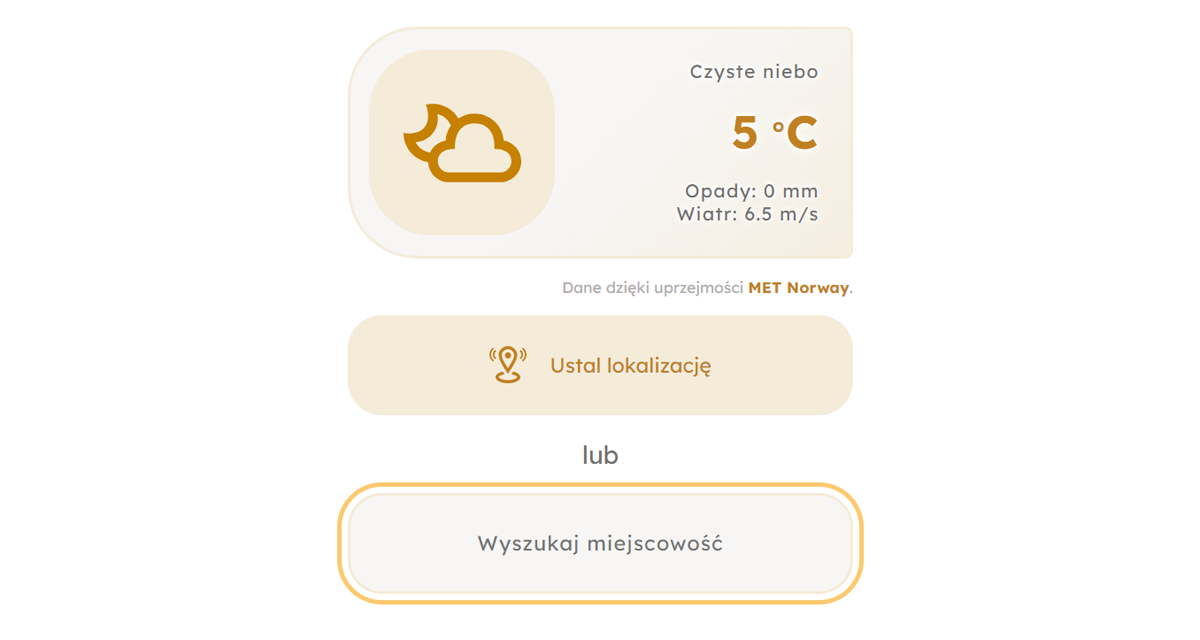 Czyste niebo
5 °C
Opady: 0 mm
Wiatr: 6.5 m/s
Dane dzięki uprzejmości MET Norway.
Ustal lokalizację
lub
Wyszukaj miejscowość